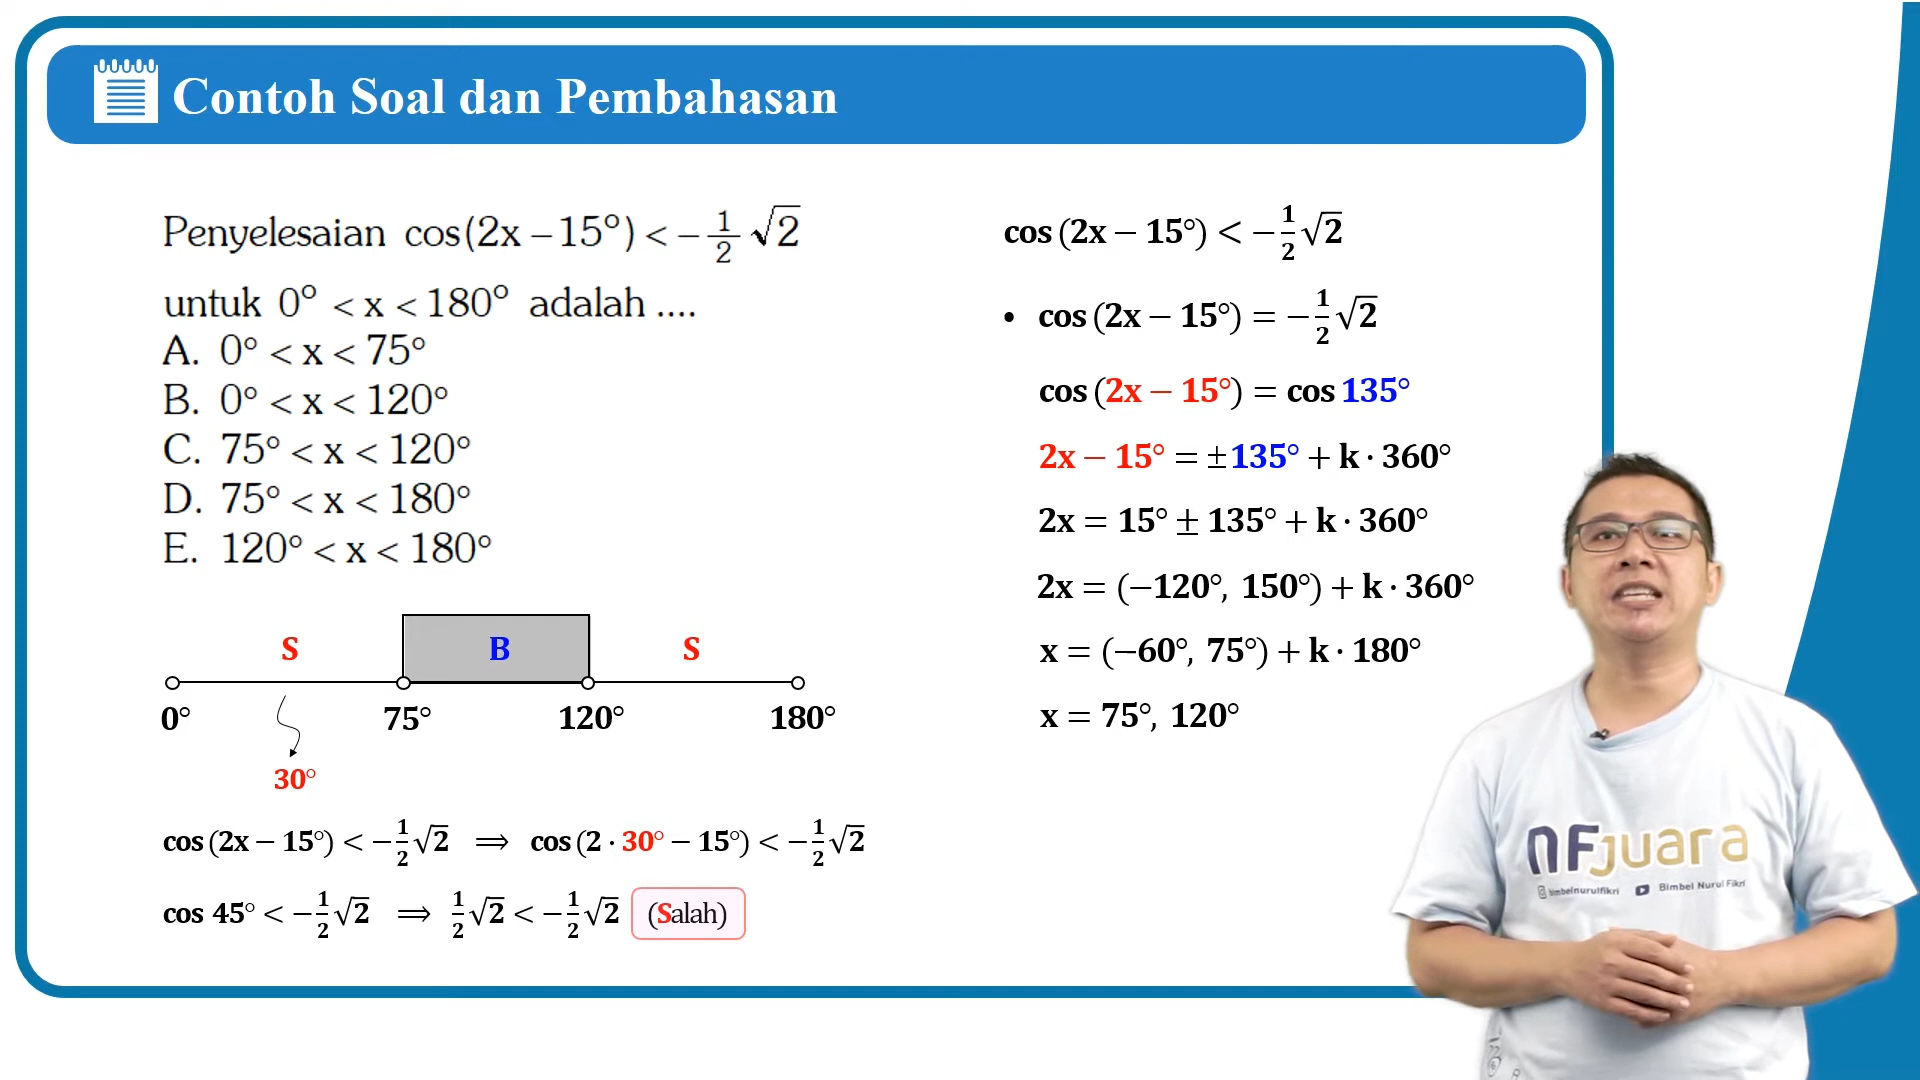 Contoh Soal dan Pembahasan
Penyelesaian cos(2x − 15°) < −1/2 √2
untuk 0° < x < 180° adalah ....
A. 0° < x < 75°
B. 0° < x < 120°
C. 75° < x < 120°
D. 75° < x < 180°
E. 120° < x < 180°
S B S
0° 75° 120° 180°
30°
cos (2x − 15°) < −1/2 √2 ⟹ cos (2 · 30° − 15°) < −1/2 √2
cos 45° < −1/2 √2 ⟹ 1/2 √2 < −1/2 √2 (Salah)
cos (2x − 15°) < −1/2 √2
• cos (2x − 15°) = −1/2 √2
cos (2x − 15°) = cos 135°
2x − 15° = ±135° + k · 360°
2x = 15° ± 135° + k · 360°
2x = (−120°, 150°) + k · 360°
x = (−60°, 75°) + k · 180°
x = 75°, 120°
NFjuara
bimbelnurulfikri Bimbel Nurul Fikri